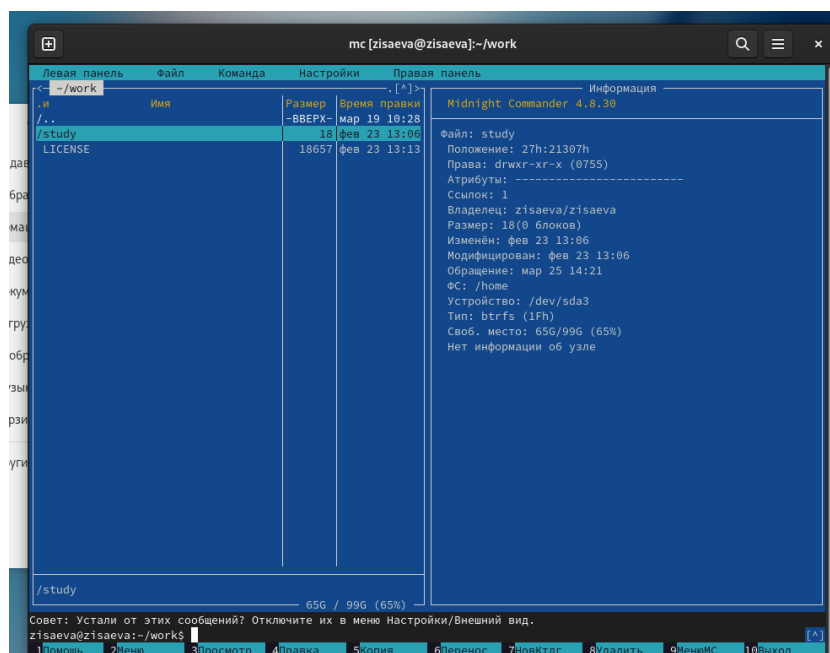 mc [zisaeva@zisaeva]:~/work
Левая панель Файл Команда Настройки Правая панель
<— ~/work .[^]>
.и Имя Размер Время правки
/.. -ВВЕРХ- мар 19 10:28
/study 18 фев 23 13:06
LICENSE 18657 фев 23 13:13
/study
65G / 99G (65%)
Информация
Midnight Commander 4.8.30
Файл: study
Положение: 27h:21307h
Права: drwxr-xr-x (0755)
Атрибуты: -------------------------
Ссылок: 1
Владелец: zisaeva/zisaeva
Размер: 18(0 блоков)
Изменён: фев 23 13:06
Модифицирован: фев 23 13:06
Обращение: мар 25 14:21
ФС: /home
Устройство: /dev/sda3
Тип: btrfs (1Fh)
Своб. место: 65G/99G (65%)
Нет информации об узле
Совет: Устали от этих сообщений? Отключите их в меню Настройки/Внешний вид.
zisaeva@zisaeva:~/work$ [^]
1Помощь 2Меню 3Просмотр 4Правка 5Копия 6Перенос 7НовКтлг 8Удалить 9МенюMC 10Выход